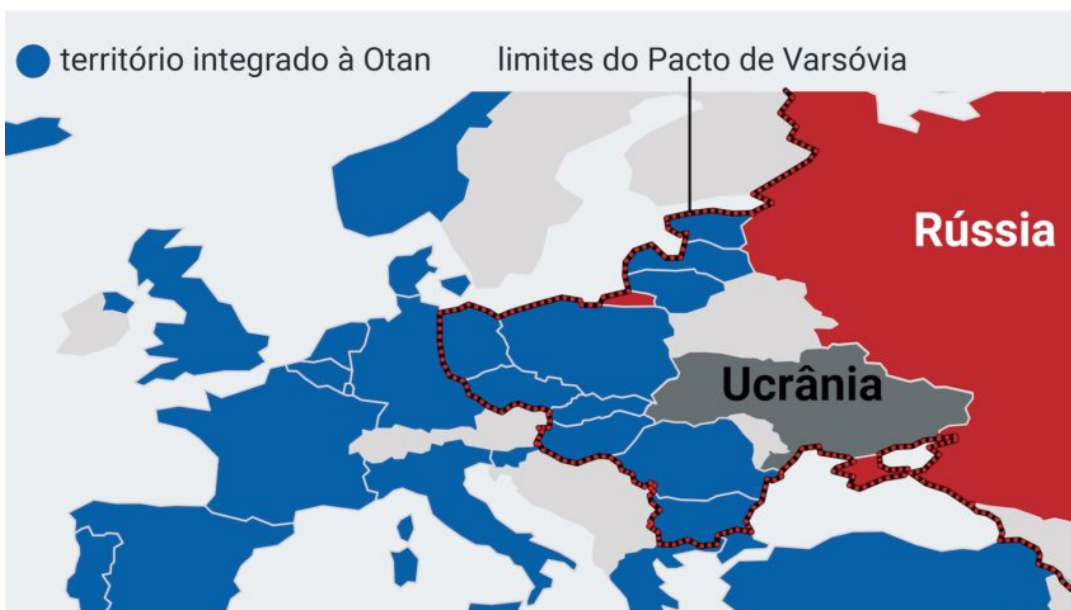 território integrado à Otan
limites do Pacto de Varsóvia
Rússia
Ucrânia